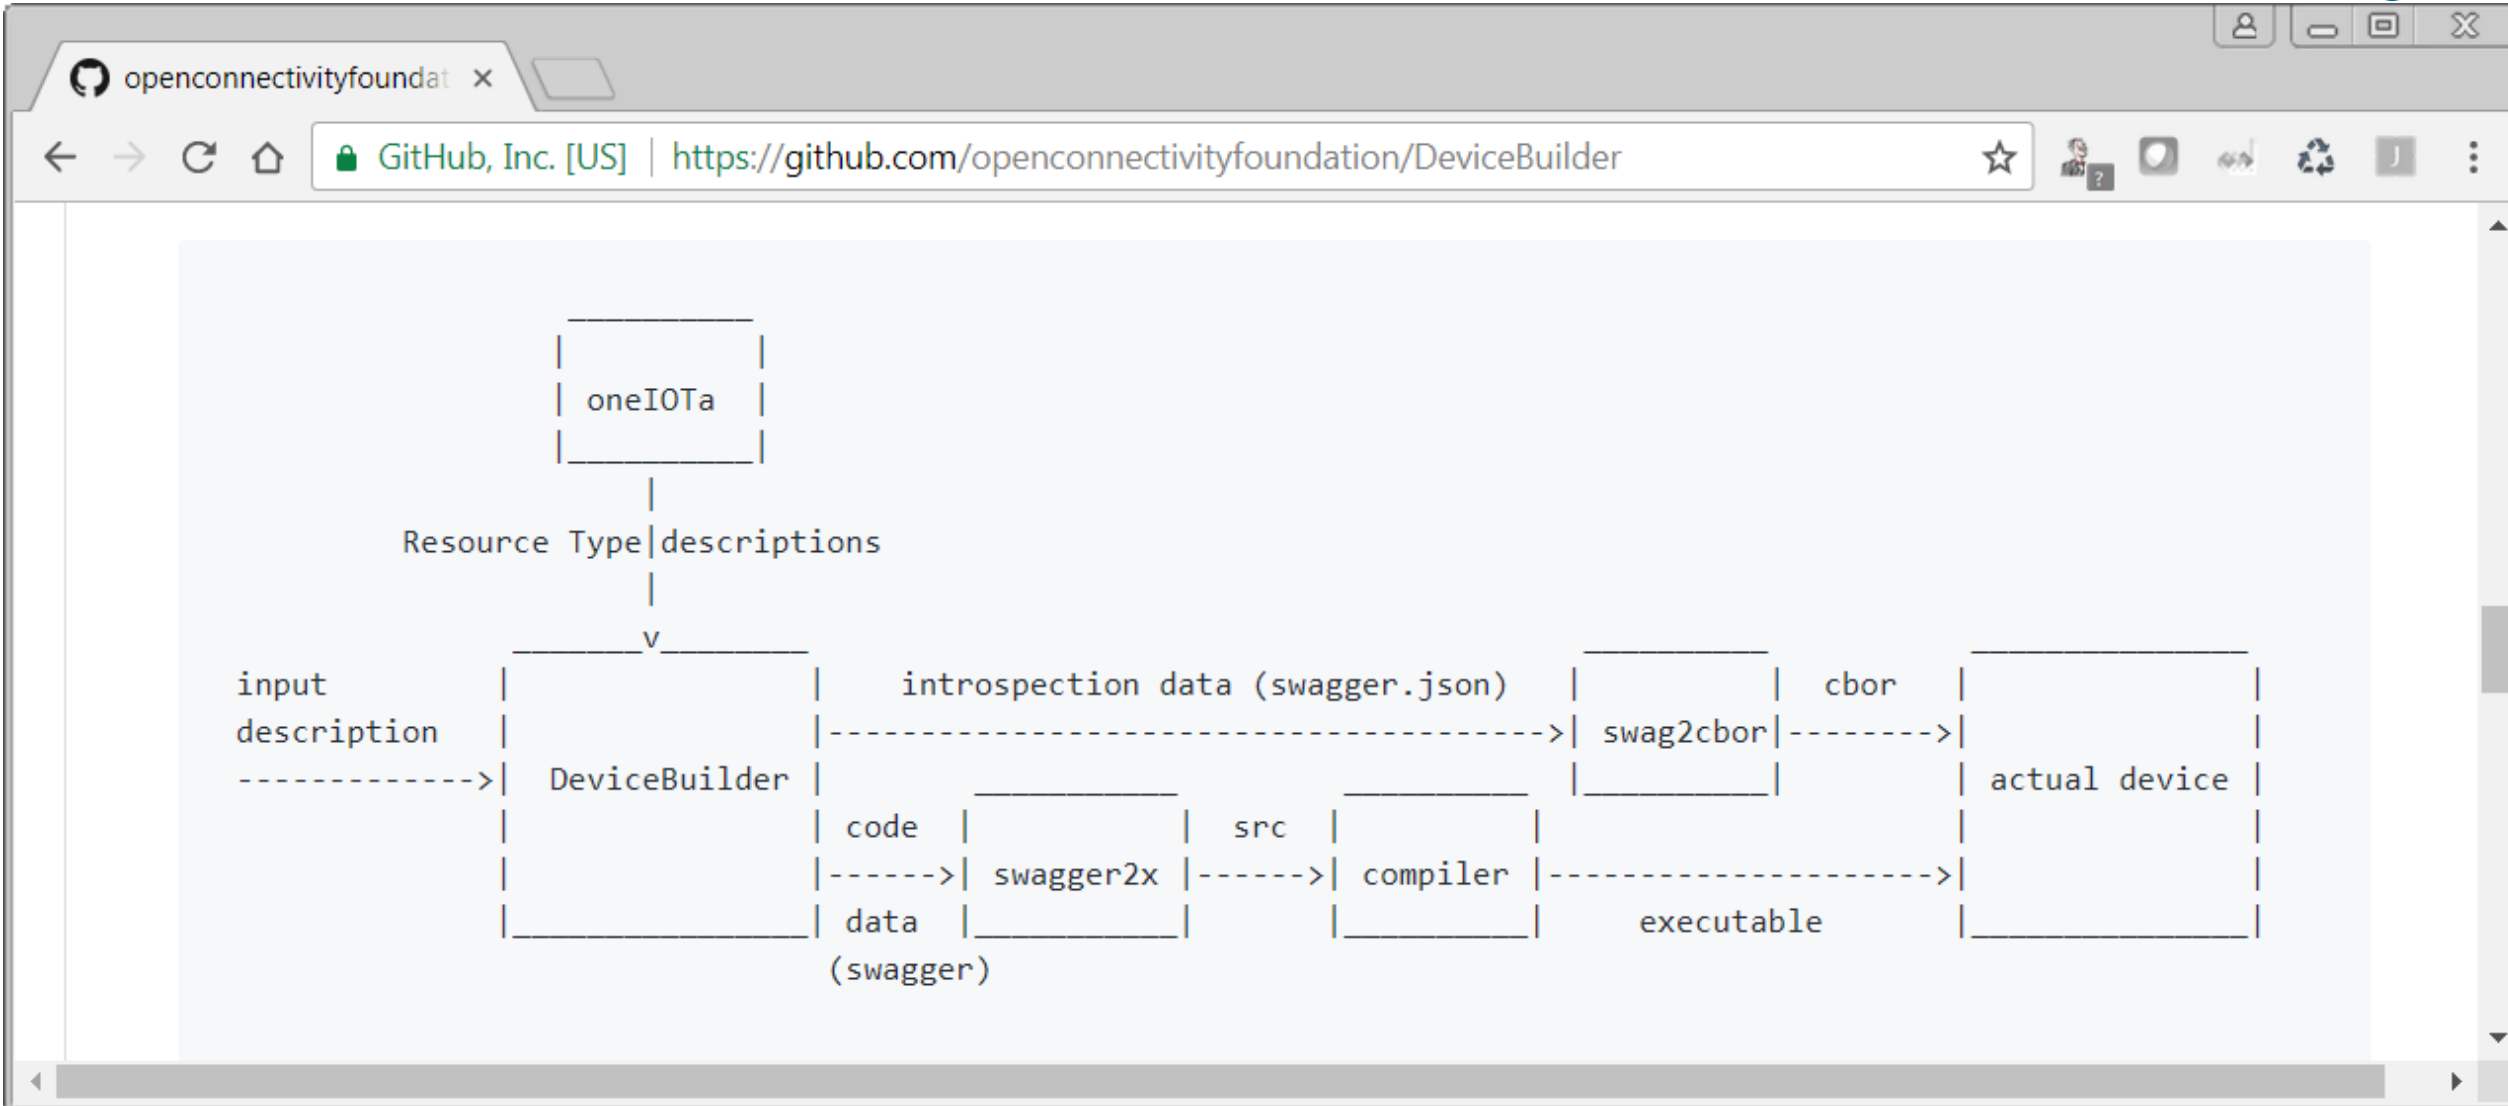 openconnectivityfoundat
GitHub, Inc. [US] | https://github.com/openconnectivityfoundation/DeviceBuilder
oneIOTa
Resource Type|descriptions
v
input introspection data (swagger.json) cbor
description swag2cbor
DeviceBuilder actual device
code src
swagger2x compiler
data executable
(swagger)